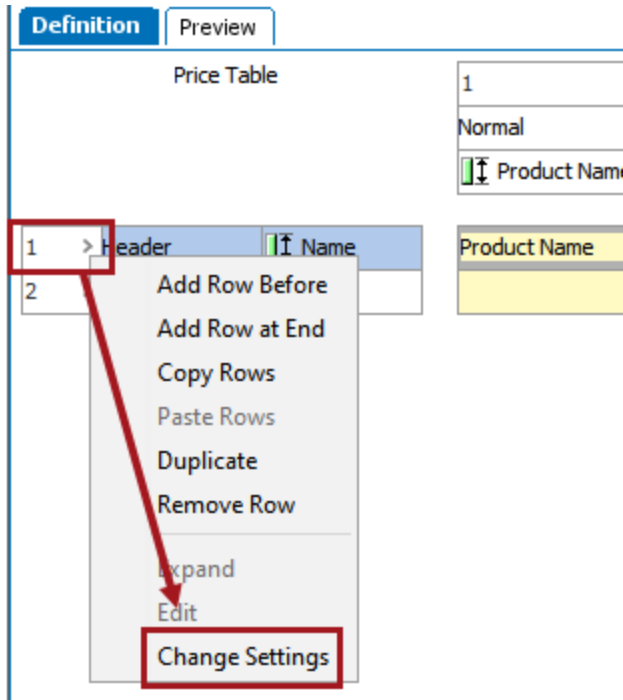 Definition Preview
Price Table 1
Normal
Product Name
1 > Header Name Product Name
2
Add Row Before
Add Row at End
Copy Rows
Paste Rows
Duplicate
Remove Row
Expand
Edit
Change Settings